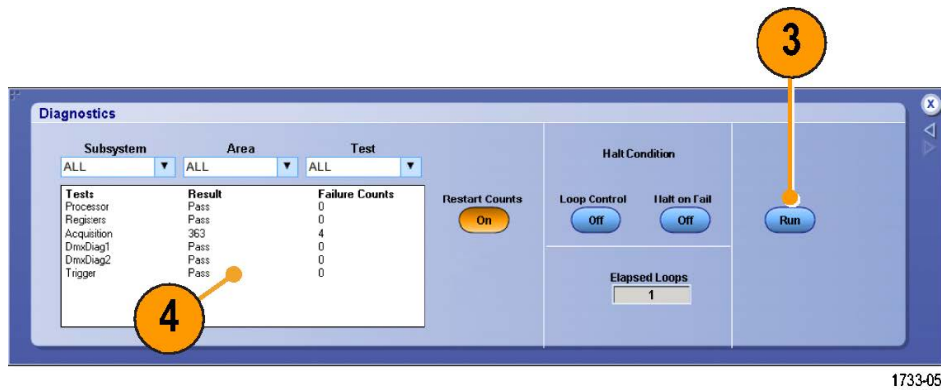 3
Diagnostics
X
Subsystem Area Test
ALL ALL ALL
Halt Condition
Tests Result Failure Counts
Processor Pass 0
Registers Pass 0
Acquisition 363 4
DmxDiag1 Pass 0
DmxDiag2 Pass 0
Trigger Pass 0
Restart Counts
On
Loop Control Halt on Fail
Off Off
Run
Elapsed Loops
1
4
1733-05